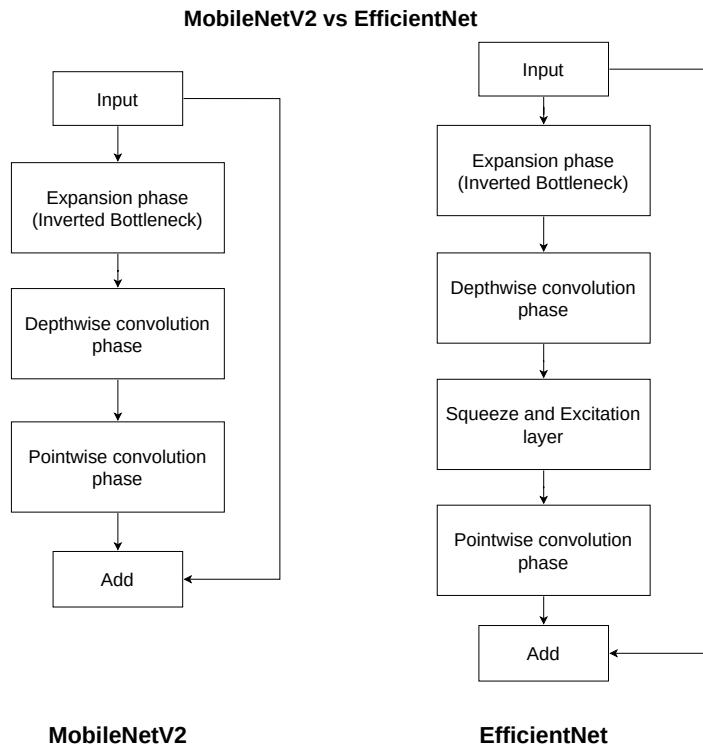 MobileNetV2 vs EfficientNet
Input
Expansion phase
(Inverted Bottleneck)
Depthwise convolution
phase
Pointwise convolution
phase
Add
MobileNetV2
Input
Expansion phase
(Inverted Bottleneck)
Depthwise convolution
phase
Squeeze and Excitation
layer
Pointwise convolution
phase
Add
EfficientNet